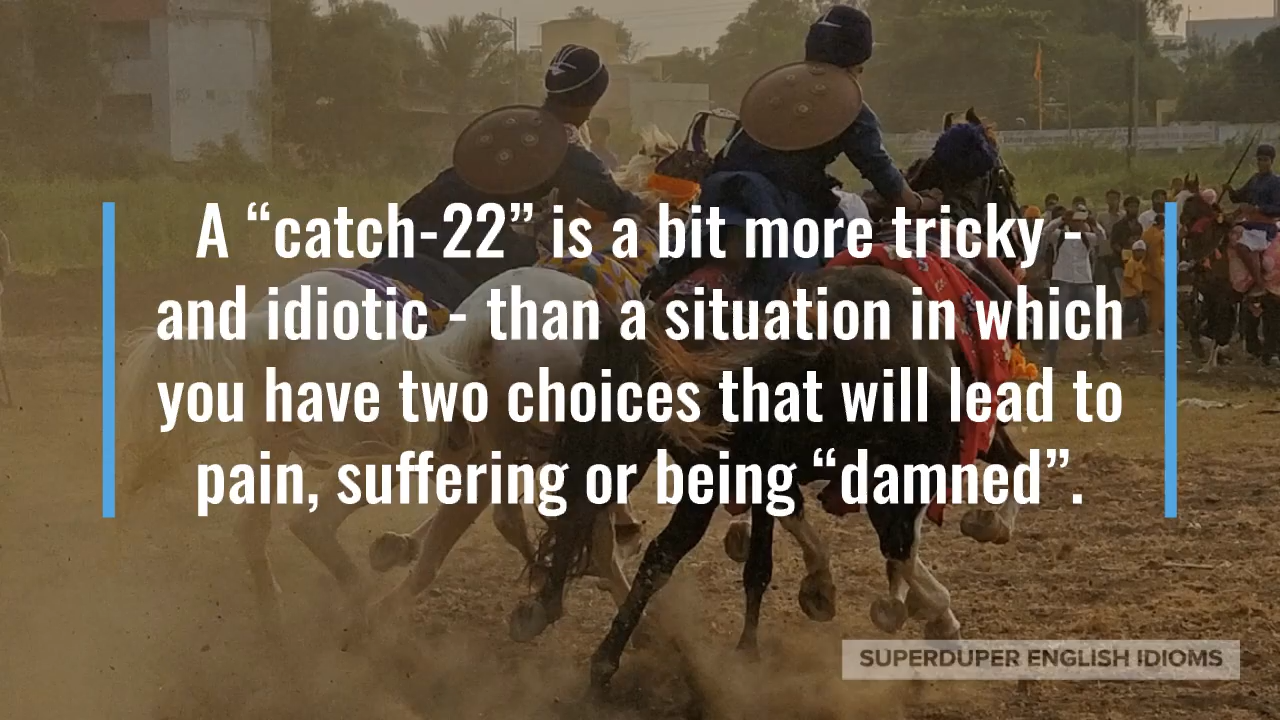 A “catch-22” is a bit more tricky -
and idiotic - than a situation in which
you have two choices that will lead to
pain, suffering or being “damned”.
SUPERDUPER ENGLISH IDIOMS